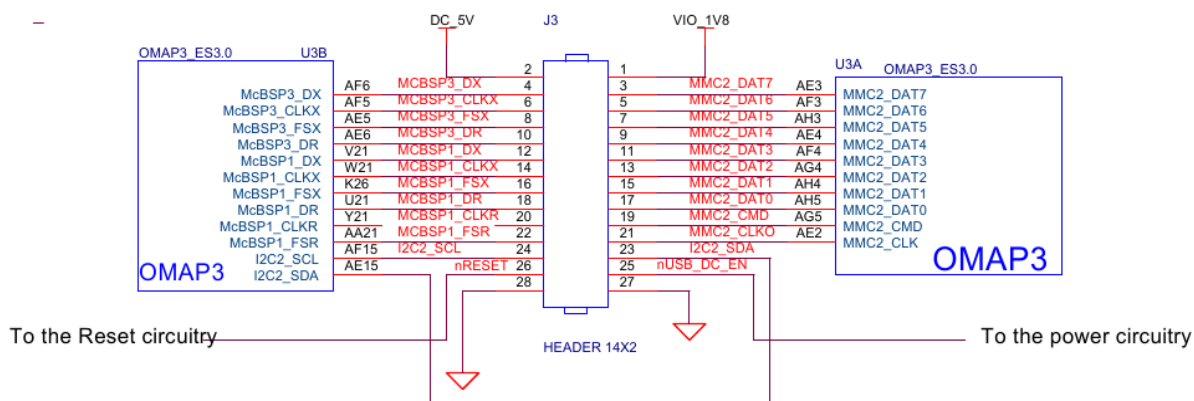 DC_5V J3 VIO_1V8
OMAP3_ES3.0 U3B
U3A OMAP3_ES3.0
2 1
McBSP3_DX AF6 MCBSP3_DX 4 3 MMC2_DAT7 AE3 MMC2_DAT7
McBSP3_CLKX AF5 MCBSP3_CLKX 6 5 MMC2_DAT6 AF3 MMC2_DAT6
McBSP3_FSX AE5 MCBSP3_FSX 8 7 MMC2_DAT5 AH3 MMC2_DAT5
McBSP3_DR AE6 MCBSP3_DR 10 9 MMC2_DAT4 AE4 MMC2_DAT4
McBSP1_DX V21 MCBSP1_DX 12 11 MMC2_DAT3 AF4 MMC2_DAT3
McBSP1_CLKX W21 MCBSP1_CLKX 14 13 MMC2_DAT2 AG4 MMC2_DAT2
McBSP1_FSX K26 MCBSP1_FSX 16 15 MMC2_DAT1 AH4 MMC2_DAT1
McBSP1_DR U21 MCBSP1_DR 18 17 MMC2_DAT0 AH5 MMC2_DAT0
McBSP1_CLKR Y21 MCBSP1_CLKR 20 19 MMC2_CMD AG5 MMC2_CMD
McBSP1_FSR AA21 MCBSP1_FSR 22 21 MMC2_CLKO AE2 MMC2_CLK
I2C2_SCL AF15 I2C2_SCL 24 23 I2C2_SDA
I2C2_SDA AE15 nRESET 26 25 nUSB_DC_EN
OMAP3 28 27 OMAP3
To the Reset circuitry To the power circuitry
HEADER 14X2